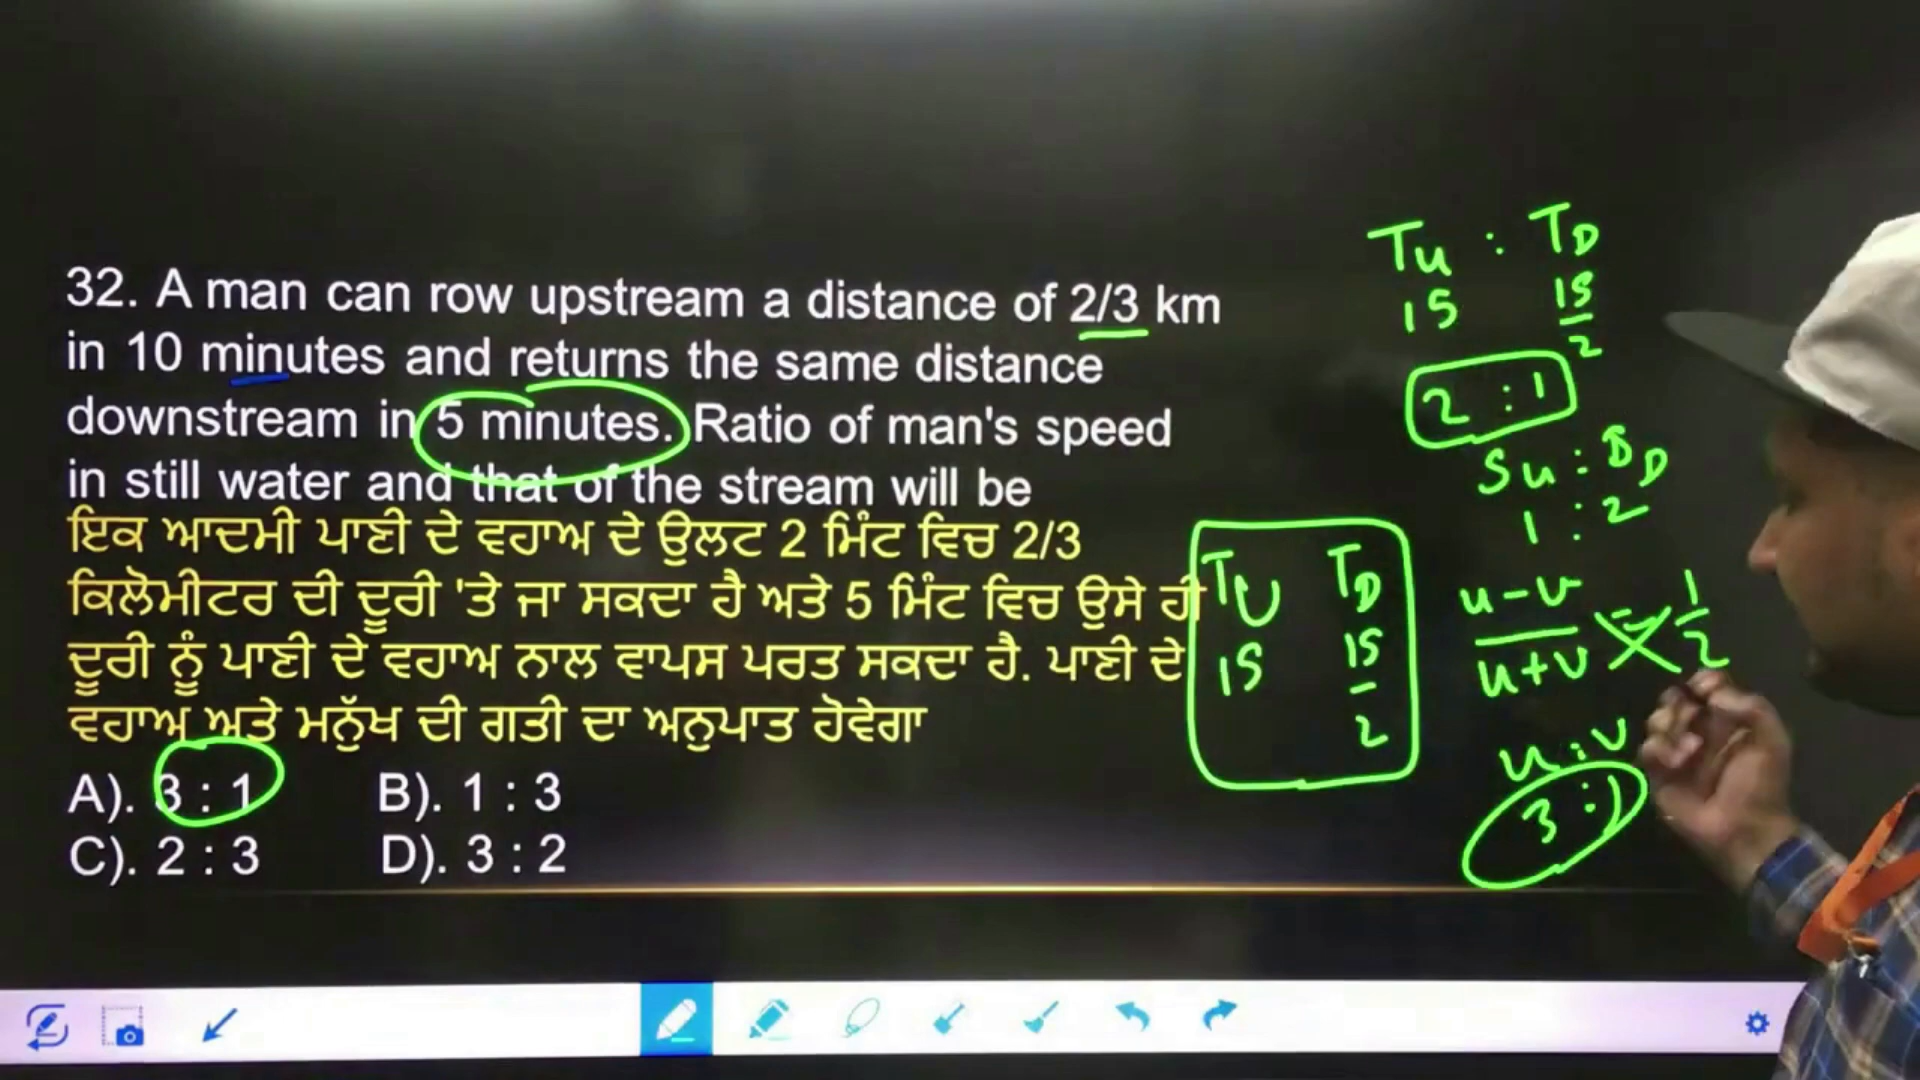 32. A man can row upstream a distance of 2/3 km
in 10 minutes and returns the same distance
downstream in 5 minutes. Ratio of man's speed
in still water and that of the stream will be
ਇਕ ਆਦਮੀ ਪਾਣੀ ਦੇ ਵਹਾਅ ਦੇ ਉਲਟ 2 ਮਿੰਟ ਵਿਚ 2/3
ਕਿਲੋਮੀਟਰ ਦੀ ਦੂਰੀ 'ਤੇ ਜਾ ਸਕਦਾ ਹੈ ਅਤੇ 5 ਮਿੰਟ ਵਿਚ ਉਸੇ ਹੀ
ਦੂਰੀ ਨੂੰ ਪਾਣੀ ਦੇ ਵਹਾਅ ਨਾਲ ਵਾਪਸ ਪਰਤ ਸਕਦਾ ਹੈ. ਪਾਣੀ ਦੇ
ਵਹਾਅ ਅਤੇ ਮਨੁੱਖ ਦੀ ਗਤੀ ਦਾ ਅਨੁਪਾਤ ਹੋਵੇਗਾ
A). 3 : 1 B). 1 : 3
C). 2 : 3 D). 3 : 2
Tu TD
15 15
2
Tu : TD
15 15
2
2 : 1
Su : SD
1 : 2
u-v = 1
u+v 2
u : v
3 : 1